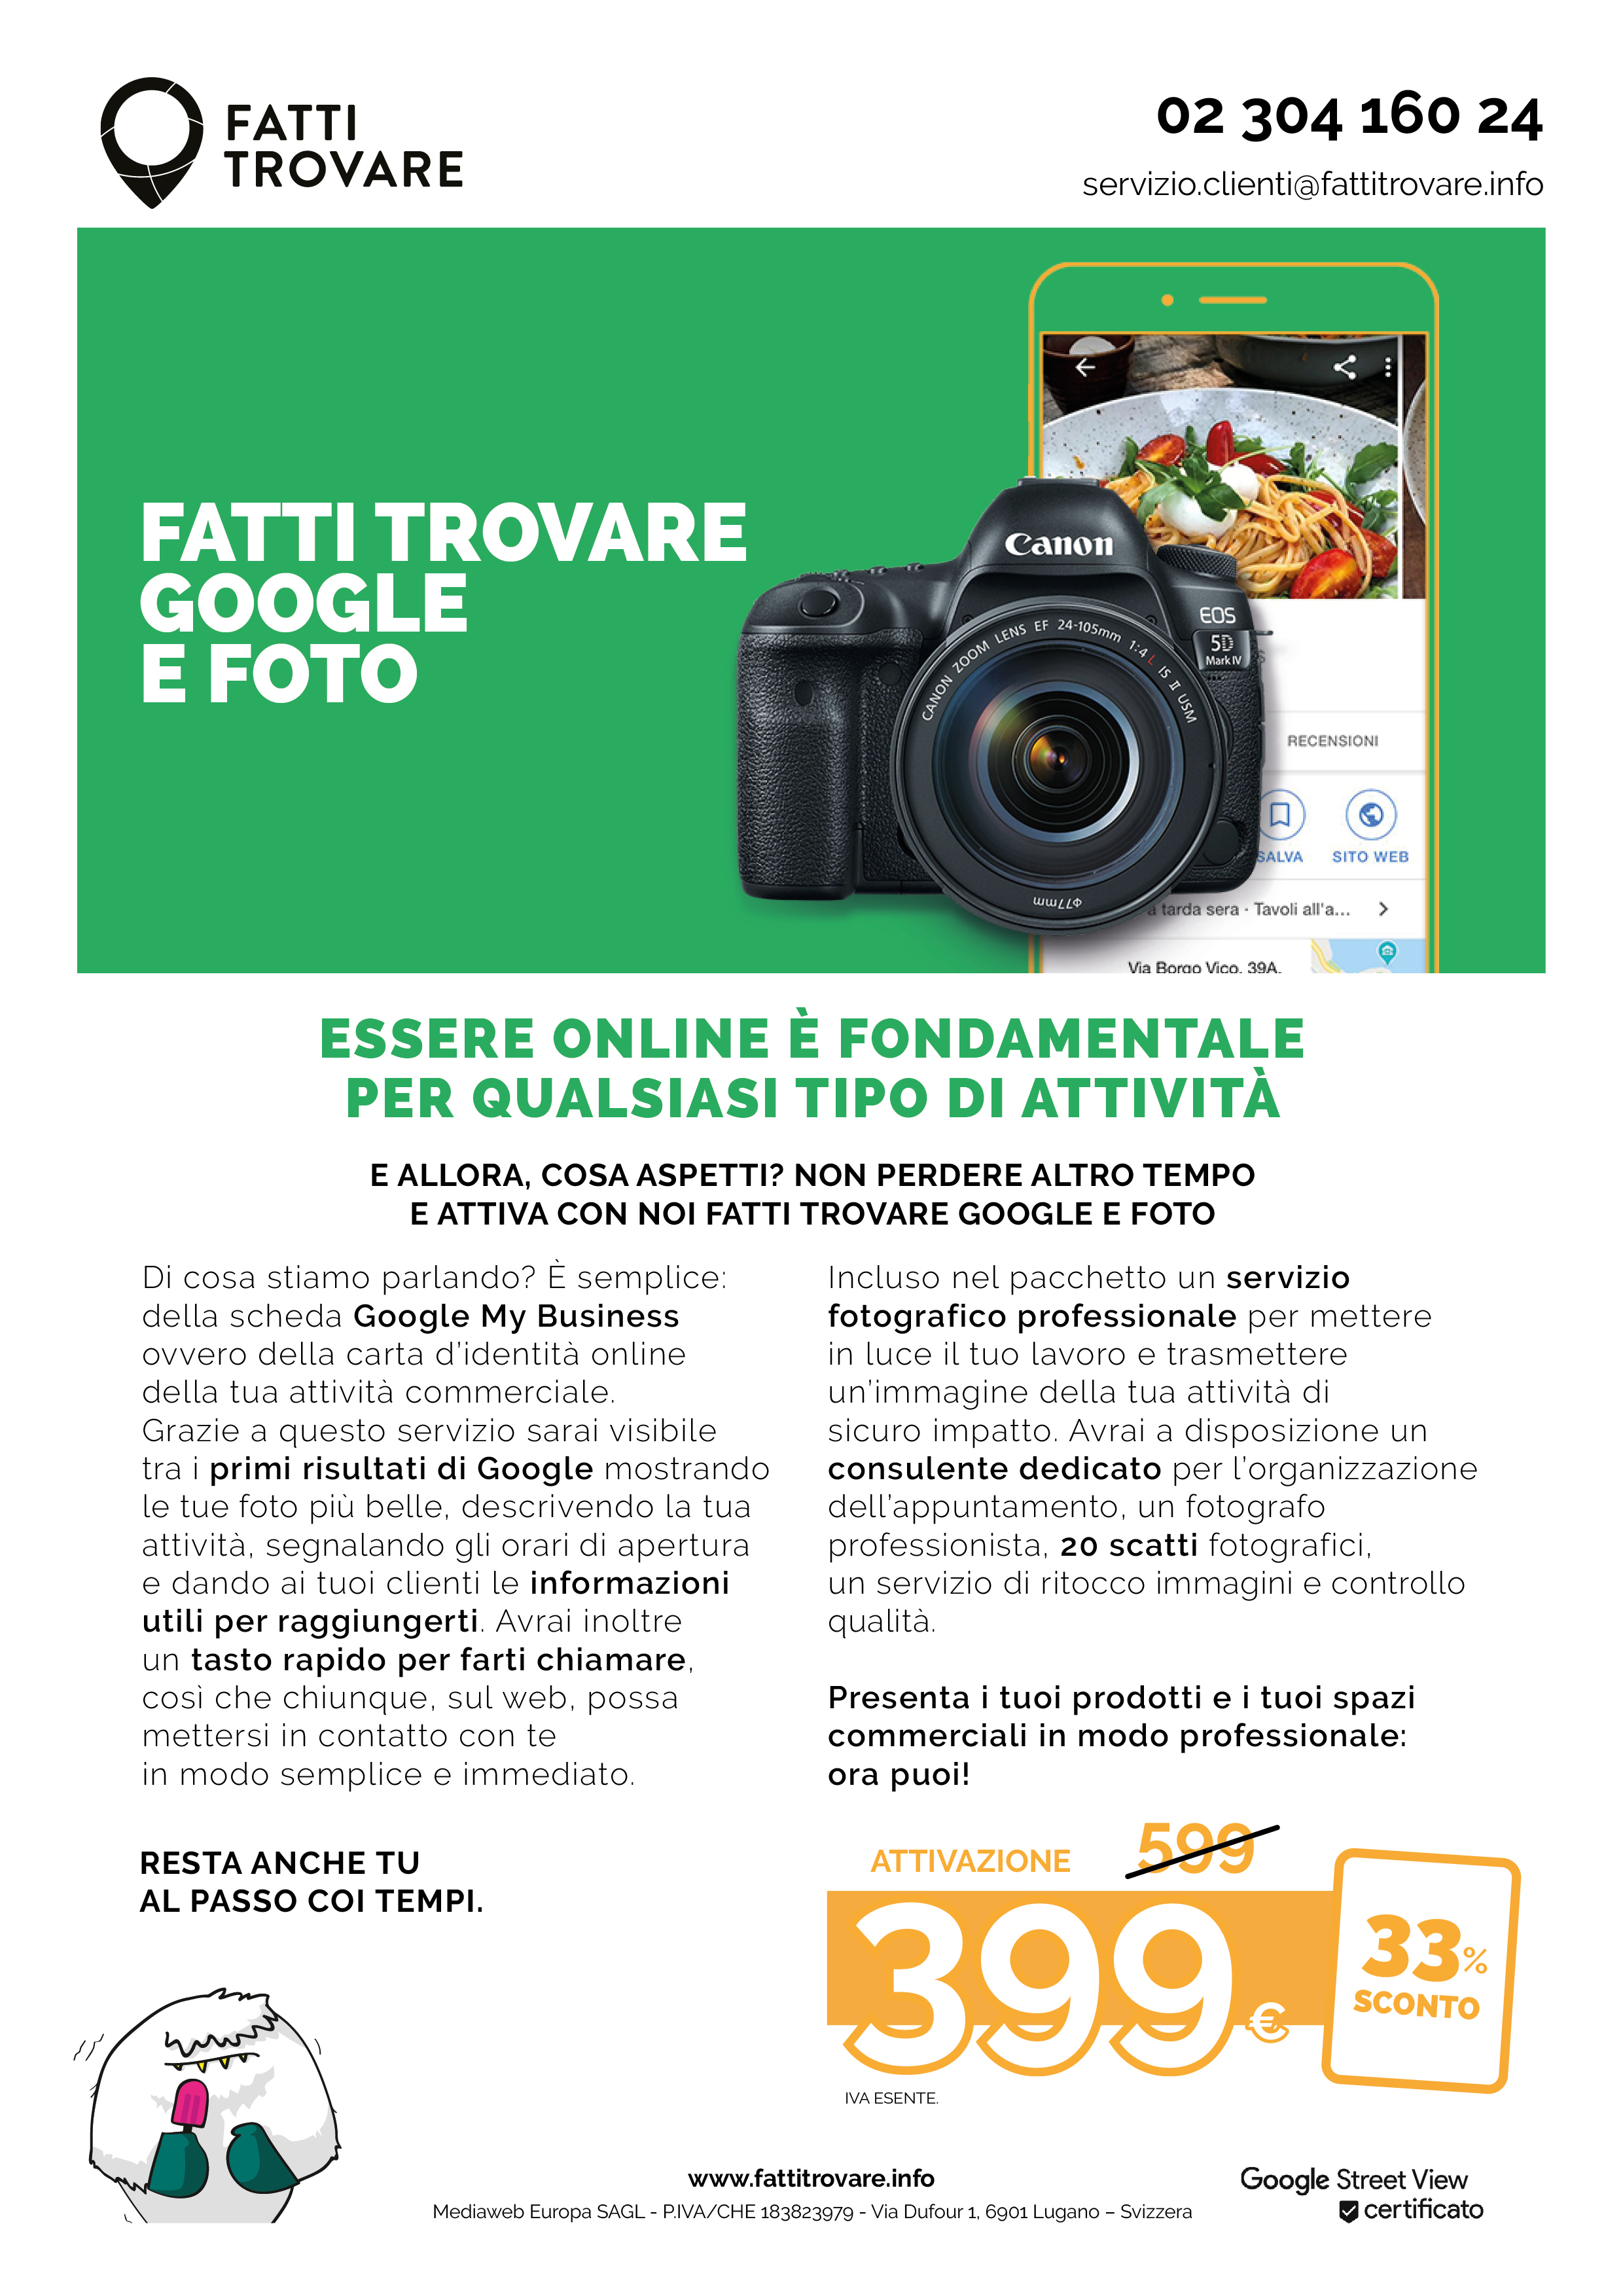 FATTI
TROVARE
02 304 160 24
servizio.clienti@fattitrovare.info
FATTI TROVARE
GOOGLE
E FOTO
Canon
EOS
5D
Mark IV
CANON ZOOM LENS EF 24-105mm 1:4 L IS II USM
Ø77mm
RECENSIONI
SALVA
SITO WEB
a tarda sera · Tavoli all'a...
Via Borgo Vico, 39A,
ESSERE ONLINE È FONDAMENTALE
PER QUALSIASI TIPO DI ATTIVITÀ
E ALLORA, COSA ASPETTI? NON PERDERE ALTRO TEMPO
E ATTIVA CON NOI FATTI TROVARE GOOGLE E FOTO
Di cosa stiamo parlando? È semplice:
della scheda Google My Business
ovvero della carta d’identità online
della tua attività commerciale.
Grazie a questo servizio sarai visibile
tra i primi risultati di Google mostrando
le tue foto più belle, descrivendo la tua
attività, segnalando gli orari di apertura
e dando ai tuoi clienti le informazioni
utili per raggiungerti. Avrai inoltre
un tasto rapido per farti chiamare,
così che chiunque, sul web, possa
mettersi in contatto con te
in modo semplice e immediato.
RESTA ANCHE TU
AL PASSO COI TEMPI.
Incluso nel pacchetto un servizio
fotografico professionale per mettere
in luce il tuo lavoro e trasmettere
un’immagine della tua attività di
sicuro impatto. Avrai a disposizione un
consulente dedicato per l’organizzazione
dell’appuntamento, un fotografo
professionista, 20 scatti fotografici,
un servizio di ritocco immagini e controllo
qualità.
Presenta i tuoi prodotti e i tuoi spazi
commerciali in modo professionale:
ora puoi!
ATTIVAZIONE 599
399 €
33%
SCONTO
IVA ESENTE.
www.fattitrovare.info
Mediaweb Europa SAGL - P.IVA/CHE 183823979 - Via Dufour 1, 6901 Lugano – Svizzera
Google Street View
certificato